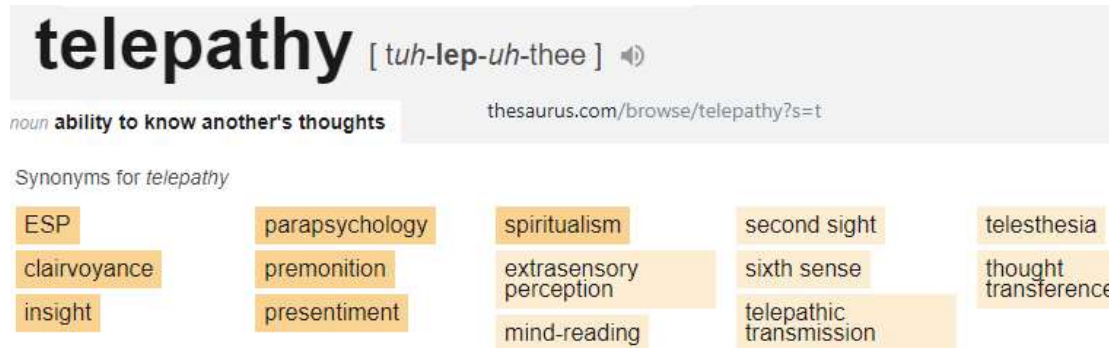 telepathy [ tuh-lep-uh-thee ]
noun ability to know another's thoughts
thesaurus.com/browse/telepathy?s=t
Synonyms for telepathy
ESP
clairvoyance
insight
parapsychology
premonition
presentiment
spiritualism
extrasensory
perception
mind-reading
second sight
sixth sense
telepathic
transmission
telesthesia
thought
transference